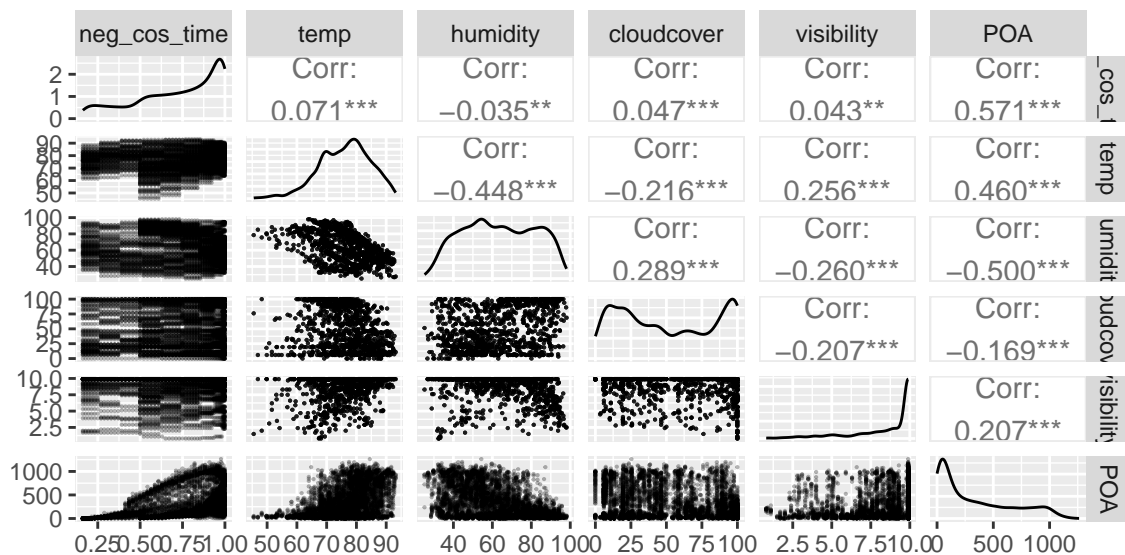 neg_cos_time temp humidity cloudcover visibility POA
2
1
0
Corr:
0.071***
Corr:
−0.035**
Corr:
0.047***
Corr:
0.043**
Corr:
0.571***
_cos_t
90
80
70
60
50
Corr:
−0.448***
Corr:
−0.216***
Corr:
0.256***
Corr:
0.460***
temp
100
80
60
40
Corr:
0.289***
Corr:
−0.260***
Corr:
−0.500***
umidit
100
75
50
25
0
Corr:
−0.207***
Corr:
−0.169***
oudcov
10.0
7.5
5.0
2.5
Corr:
0.207***
visibility
1000
500
0
POA
0.25 0.50 0.75 1.00 50 60 70 80 90 40 60 80 100 0 25 50 75 100 2.5 5.0 7.5 10.0 0 500 1000